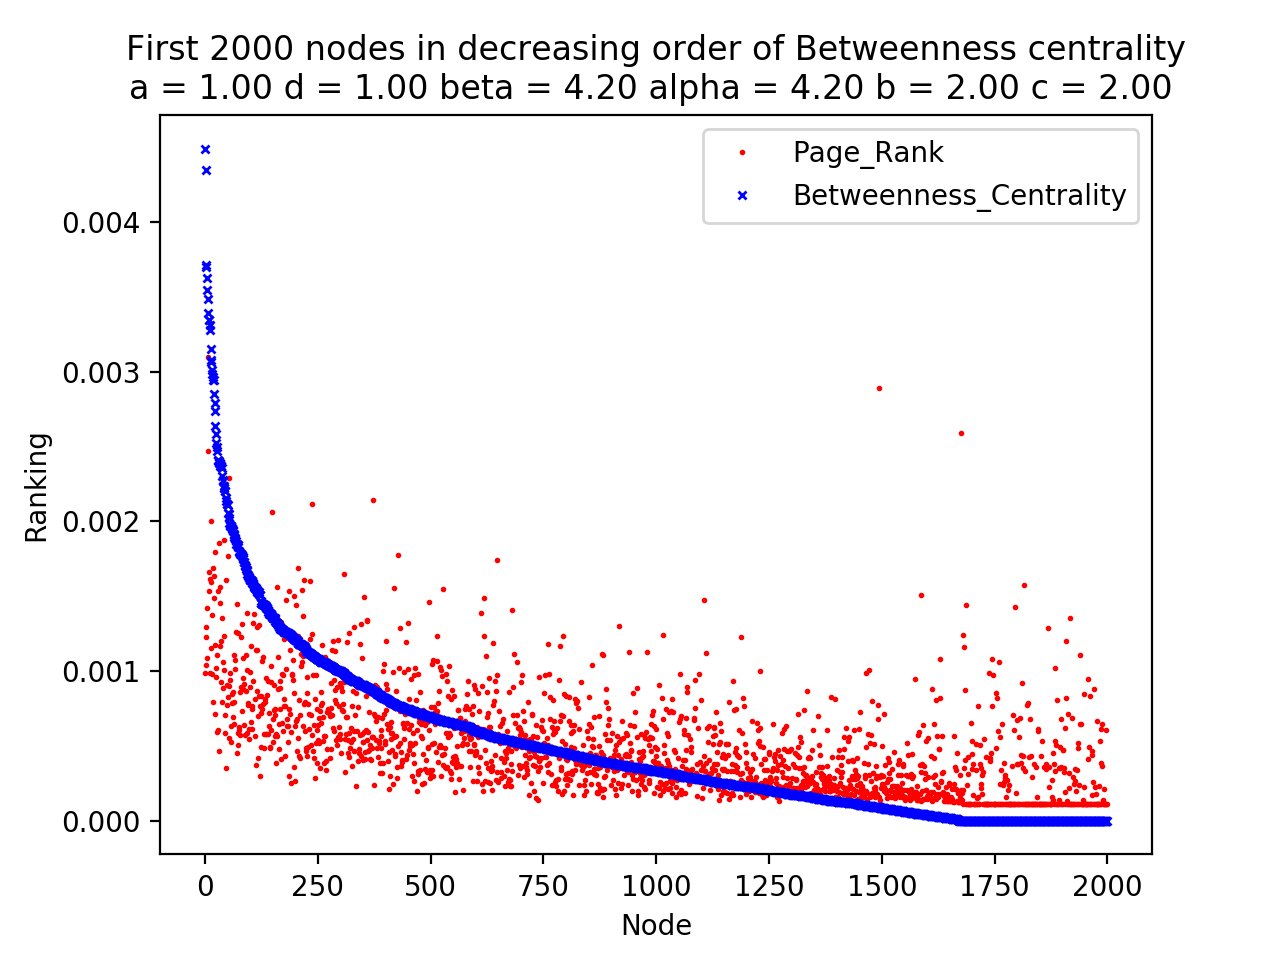 First 2000 nodes in decreasing order of Betweenness centrality
a = 1.00 d = 1.00 beta = 4.20 alpha = 4.20 b = 2.00 c = 2.00
Page_Rank
Betweenness_Centrality
0.004
0.003
0.002
0.001
0.000
Ranking
0 250 500 750 1000 1250 1500 1750 2000
Node